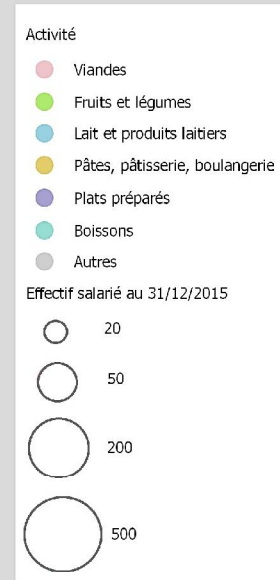 Activité
Viandes
Fruits et légumes
Lait et produits laitiers
Pâtes, pâtisserie, boulangerie
Plats préparés
Boissons
Autres
Effectif salarié au 31/12/2015
20
50
200
500